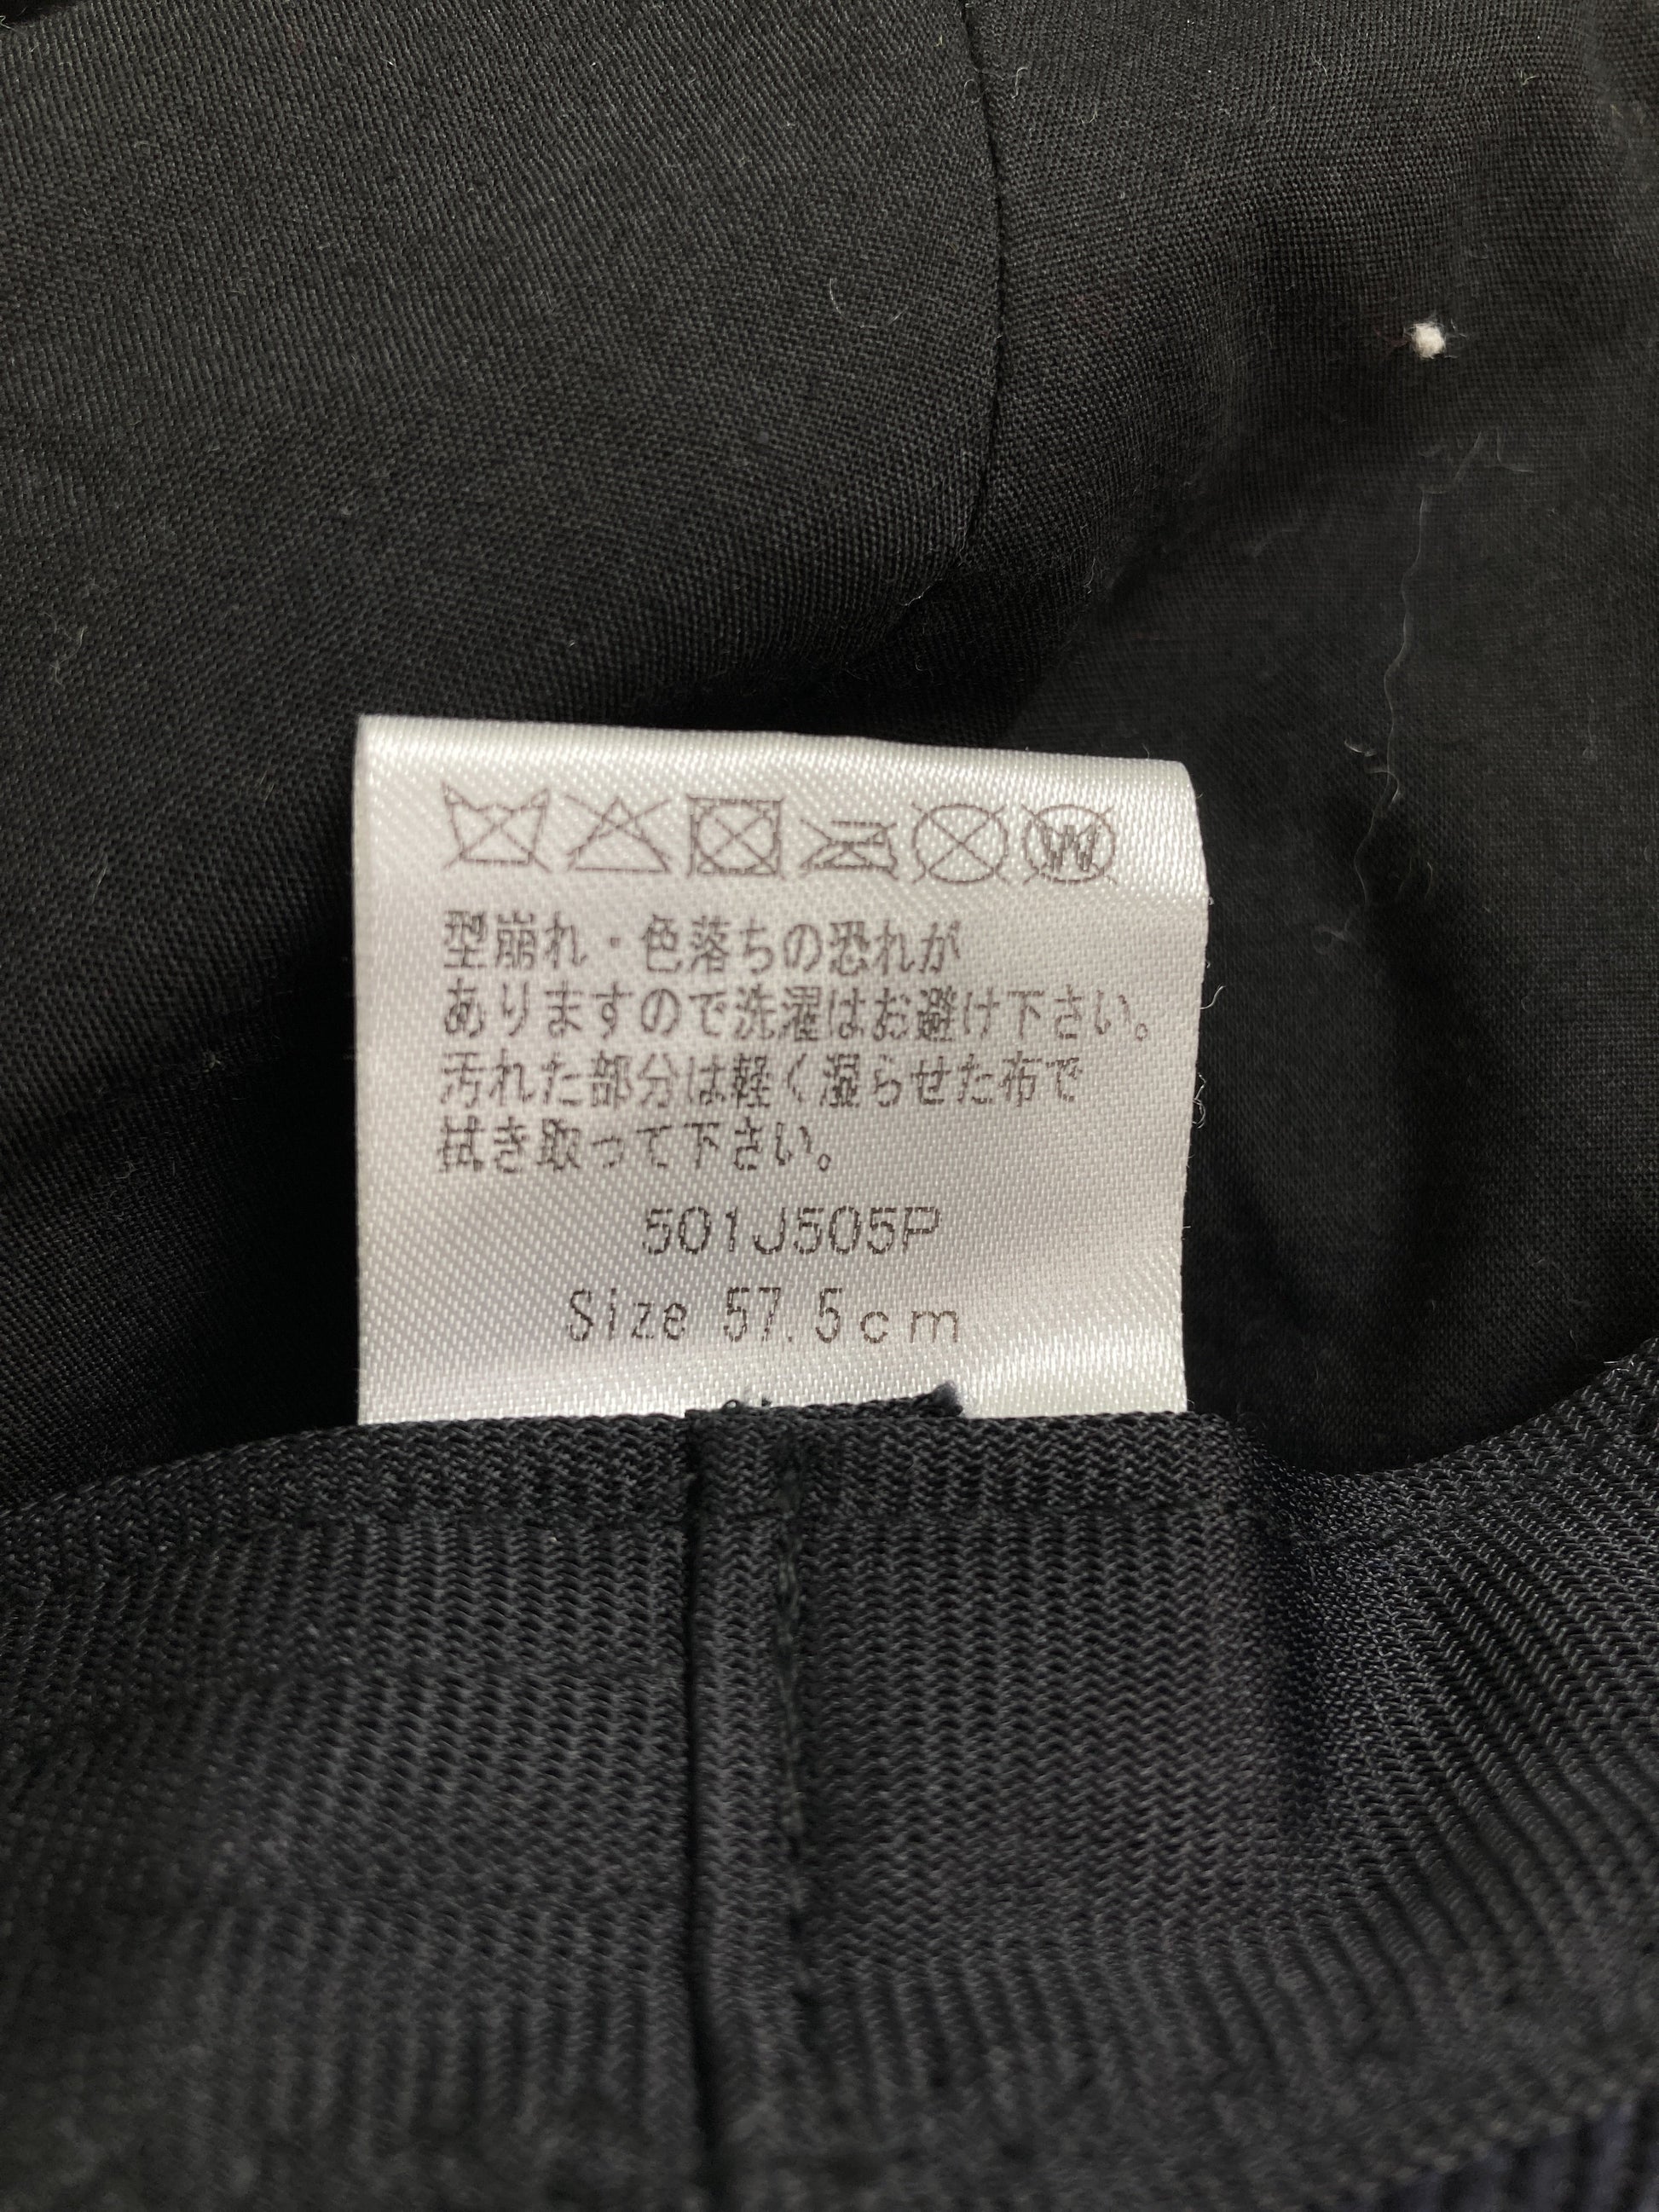 型崩れ・色落ちの恐れが
ありますので洗濯はお避け下さい。
汚れた部分は軽く湿らせた布で
拭き取って下さい。
501J505P
Size 57.5cm